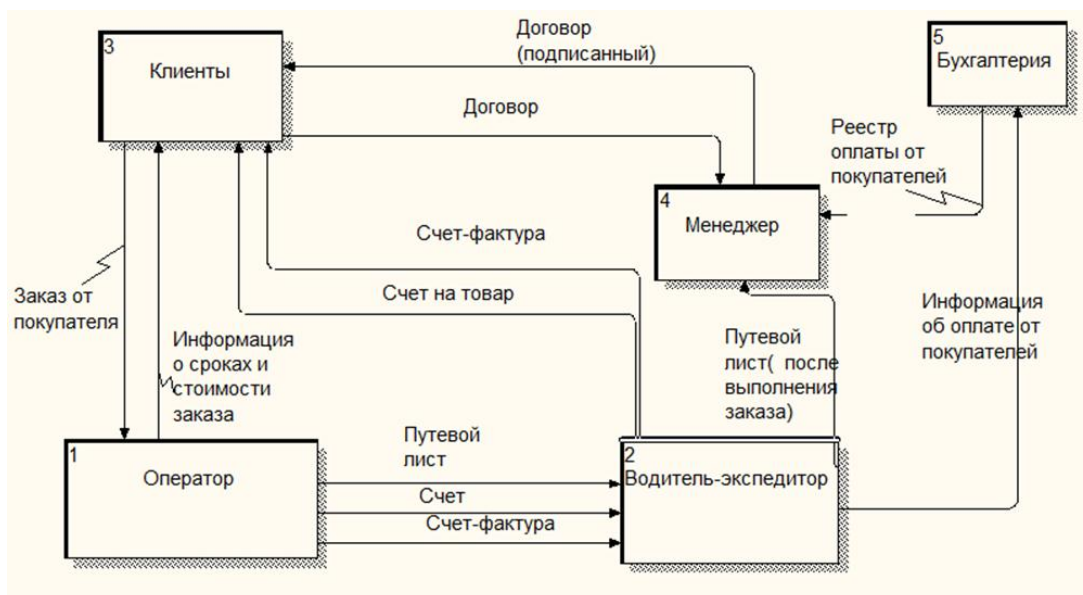 Договор
(подписанный)
3
Клиенты
5
Бухгалтерия
Договор
Реестр
оплаты от
покупателей
4
Менеджер
Счет-фактура
Заказ от
покупателя
Счет на товар
Информация
об оплате от
покупателей
Информация
о сроках и
стоимости
заказа
Путевой
лист( после
выполнения
заказа)
1
Оператор
Путевой
лист
Счет
Счет-фактура
2
Водитель-экспедитор